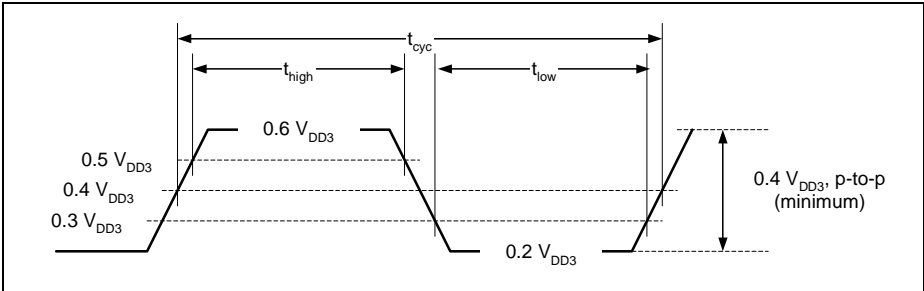 t_cyc
t_high t_low
0.6 V_DD3
0.5 V_DD3
0.4 V_DD3
0.4 V_DD3, p-to-p
(minimum)
0.3 V_DD3
0.2 V_DD3